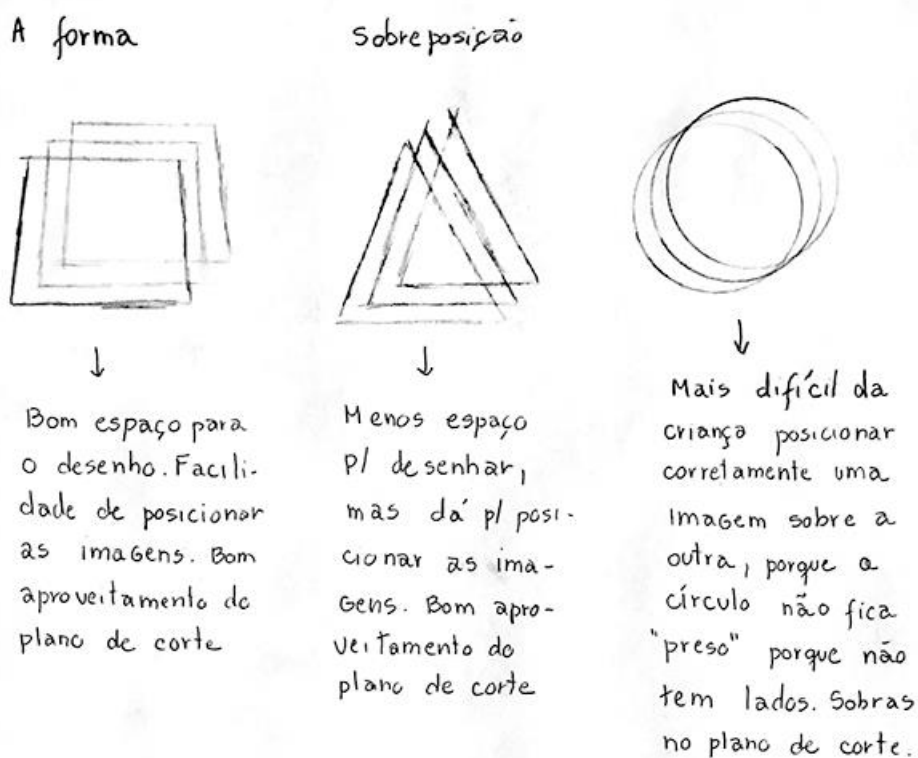 A forma
Sobreposição
Bom espaço para
o desenho. Facili-
dade de posicionar
as imagens. Bom
aproveitamento do
plano de corte
Menos espaço
p/ desenhar,
mas dá p/ posi-
cionar as ima-
gens. Bom apro-
veitamento do
plano de corte
Mais difícil da
criança posicionar
corretamente uma
imagem sobre a
outra, porque o
círculo não fica
"preso" porque não
tem lados. Sobras
no plano de corte.